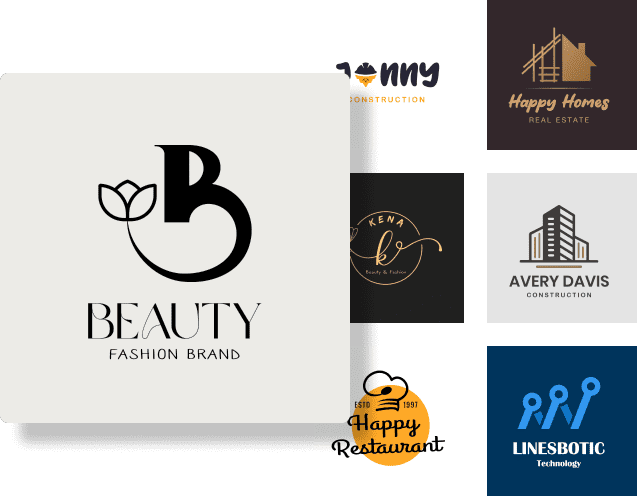 B
BEAUTY
FASHION BRAND
CONSTRUCTION
Happy Homes
REAL ESTATE
KENA
k
Beauty & Fashion
AVERY DAVIS
CONSTRUCTION
ESTD 1997
Happy
Restaurant
LINESBOTIC
Technology